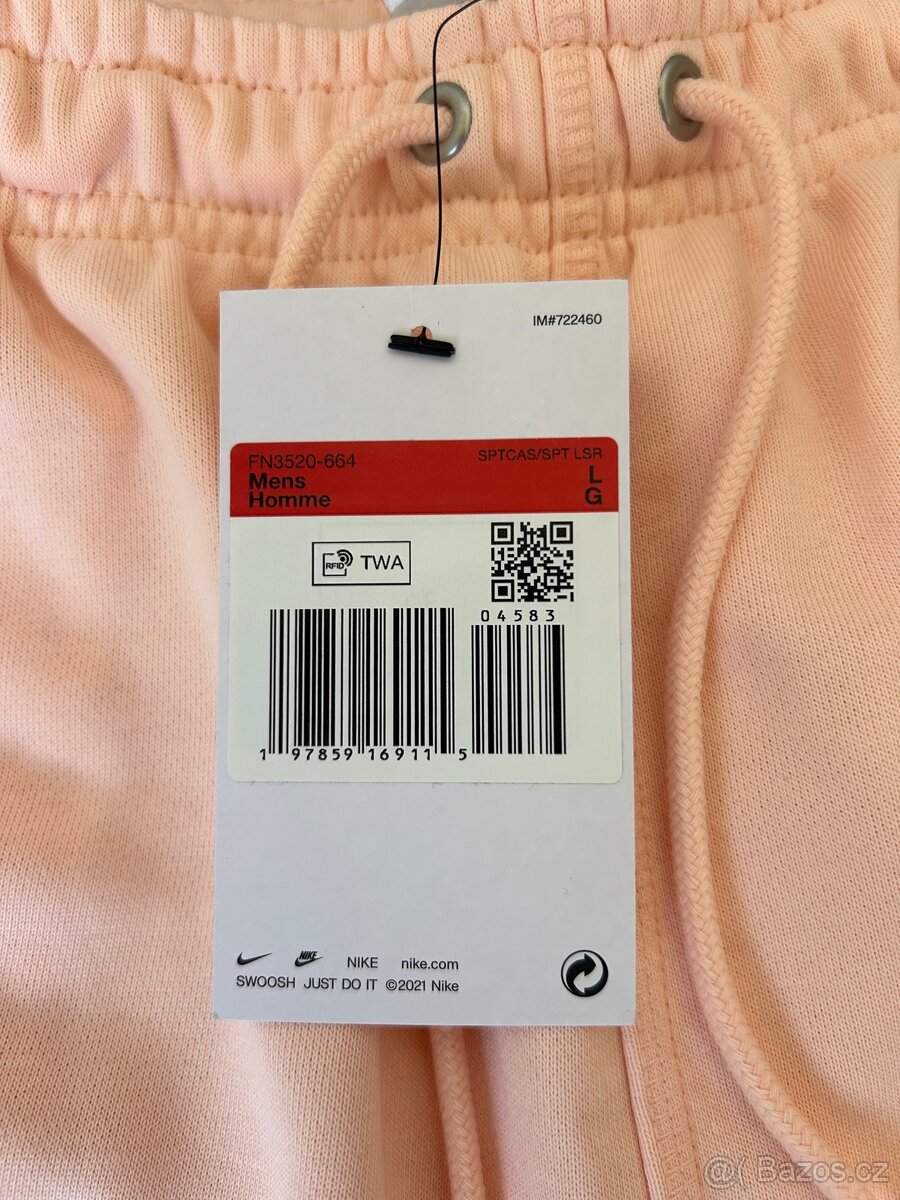 IM#722460
FN3520-664 SPTCAS/SPT LSR
Mens L
Homme G
RFID TWA
04583
1 97859 16911 5
NIKE NIKE nike.com
SWOOSH JUST DO IT ©2021 Nike
@( Bazos.cz